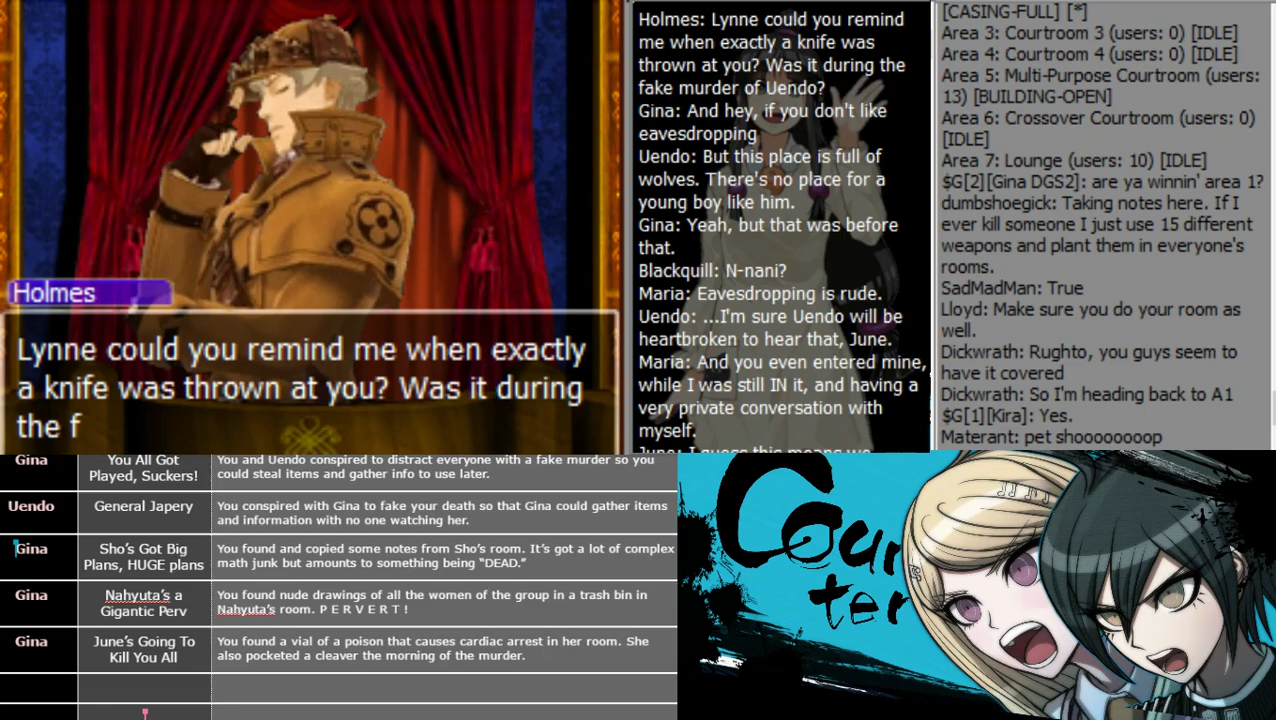 Holmes
Lynne could you remind me when exactly
a knife was thrown at you? Was it during
the f
Holmes: Lynne could you remind
me when exactly a knife was
thrown at you? Was it during the
fake murder of Uendo?
Gina: And hey, if you don't like
eavesdropping
Uendo: But this place is full of
wolves. There's no place for a
young boy like him.
Gina: Yeah, but that was before
that.
Blackquill: N-nani?
Maria: Eavesdropping is rude.
Uendo: ...I'm sure Uendo will be
heartbroken to hear that, June.
Maria: And you even entered mine,
while I was still IN it, and having a
very private conversation with
myself.
June: I guess this means we
[CASING-FULL] [*]
Area 3: Courtroom 3 (users: 0) [IDLE]
Area 4: Courtroom 4 (users: 0) [IDLE]
Area 5: Multi-Purpose Courtroom (users:
13) [BUILDING-OPEN]
Area 6: Crossover Courtroom (users: 0)
[IDLE]
Area 7: Lounge (users: 10) [IDLE]
$G[2][Gina DGS2]: are ya winnin' area 1?
dumbshoegick: Taking notes here. If I
ever kill someone I just use 15 different
weapons and plant them in everyone's
rooms.
SadMadMan: True
Lloyd: Make sure you do your room as
well.
Dickwrath: Rughto, you guys seem to
have it covered
Dickwrath: So I'm heading back to A1
$G[1][Kira]: Yes.
Materant: pet shooooooop
Gina
You All Got
Played, Suckers!
You and Uendo conspired to distract everyone with a fake murder so you
could steal items and gather info to use later.
Uendo
General Japery
You conspired with Gina to fake your death so that Gina could gather items
and information with no one watching her.
Gina
Sho's Got Big
Plans, HUGE plans
You found and copied some notes from Sho's room. It's got a lot of complex
math junk but amounts to something being “DEAD.”
Gina
Nahyuta's a
Gigantic Perv
You found nude drawings of all the women of the group in a trash bin in
Nahyuta's room. P E R V E R T !
Gina
June's Going To
Kill You All
You found a vial of a poison that causes cardiac arrest in her room. She
also pocketed a cleaver the morning of the murder.
Coun
ter